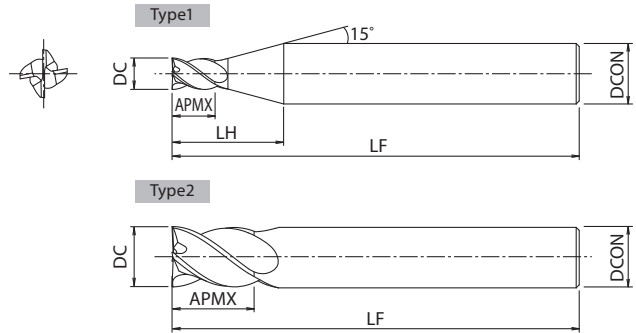 Type1
15°
DC
DCON
APMX
LH
LF
Type2
DC
DCON
APMX
LF